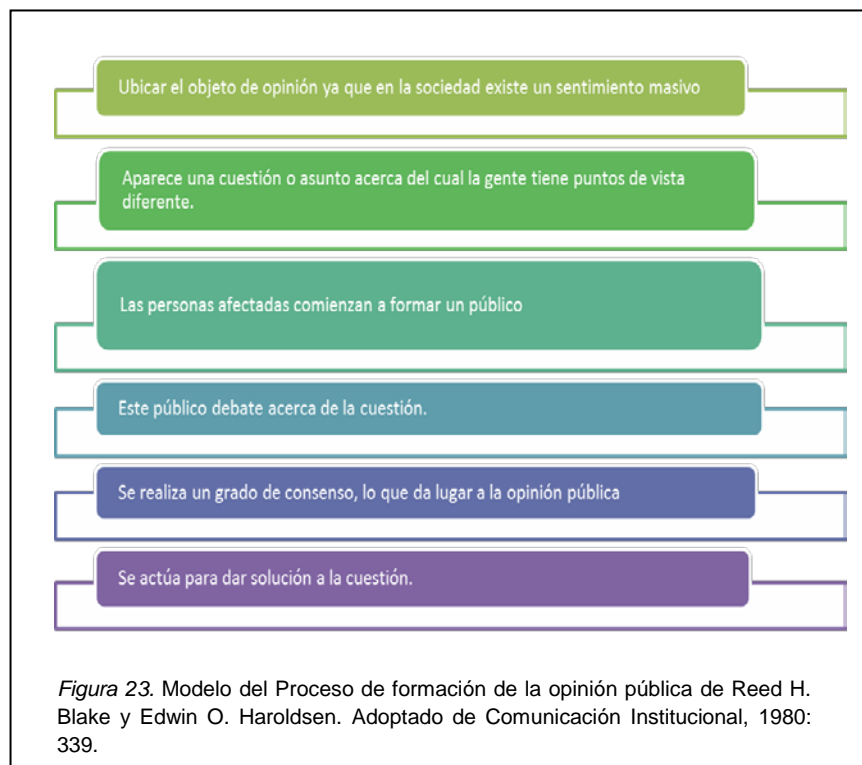 Ubicar el objeto de opinión ya que en la sociedad existe un sentimiento masivo
Aparece una cuestión o asunto acerca del cual la gente tiene puntos de vista
diferente.
Las personas afectadas comienzan a formar un público
Este público debate acerca de la cuestión.
Se realiza un grado de consenso, lo que da lugar a la opinión pública
Se actúa para dar solución a la cuestión.
Figura 23. Modelo del Proceso de formación de la opinión pública de Reed H.
Blake y Edwin O. Haroldsen. Adoptado de Comunicación Institucional, 1980:
339.